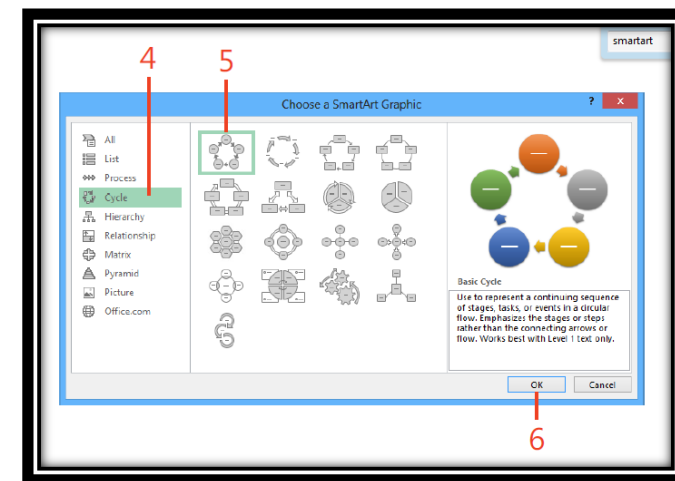 smartart
4
5
Choose a SmartArt Graphic
?
X
All
List
Process
Cycle
Hierarchy
Relationship
Matrix
Pyramid
Picture
Office.com
Basic Cycle
Use to represent a continuing sequence
of stages, tasks, or events in a circular
flow. Emphasizes the stages or steps
rather than the connecting arrows or
flow. Works best with Level 1 text only.
OK
Cancel
6